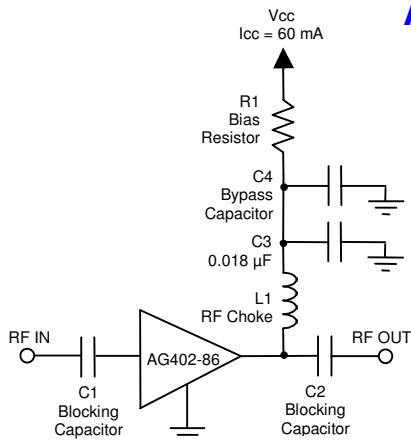 Vcc
Icc = 60 mA
R1
Bias
Resistor
C4
Bypass
Capacitor
C3
0.018 µF
L1
RF Choke
RF IN
AG402-86
RF OUT
C1
Blocking
Capacitor
C2
Blocking
Capacitor